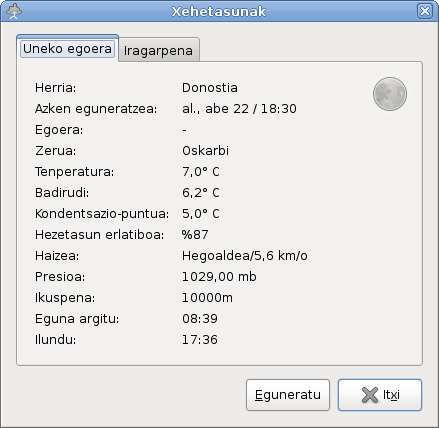 Xehetasunak
Uneko egoera Iragarpena
Herria: Donostia
Azken eguneratzea: al., abe 22 / 18:30
Egoera: -
Zerua: Oskarbi
Tenperatura: 7,0° C
Badirudi: 6,2° C
Kondentsazio-puntua: 5,0° C
Hezetasun erlatiboa: %87
Haizea: Hegoaldea/5,6 km/o
Presioa: 1029,00 mb
Ikuspena: 10000m
Eguna argitu: 08:39
Ilundu: 17:36
Eguneratu Itxi